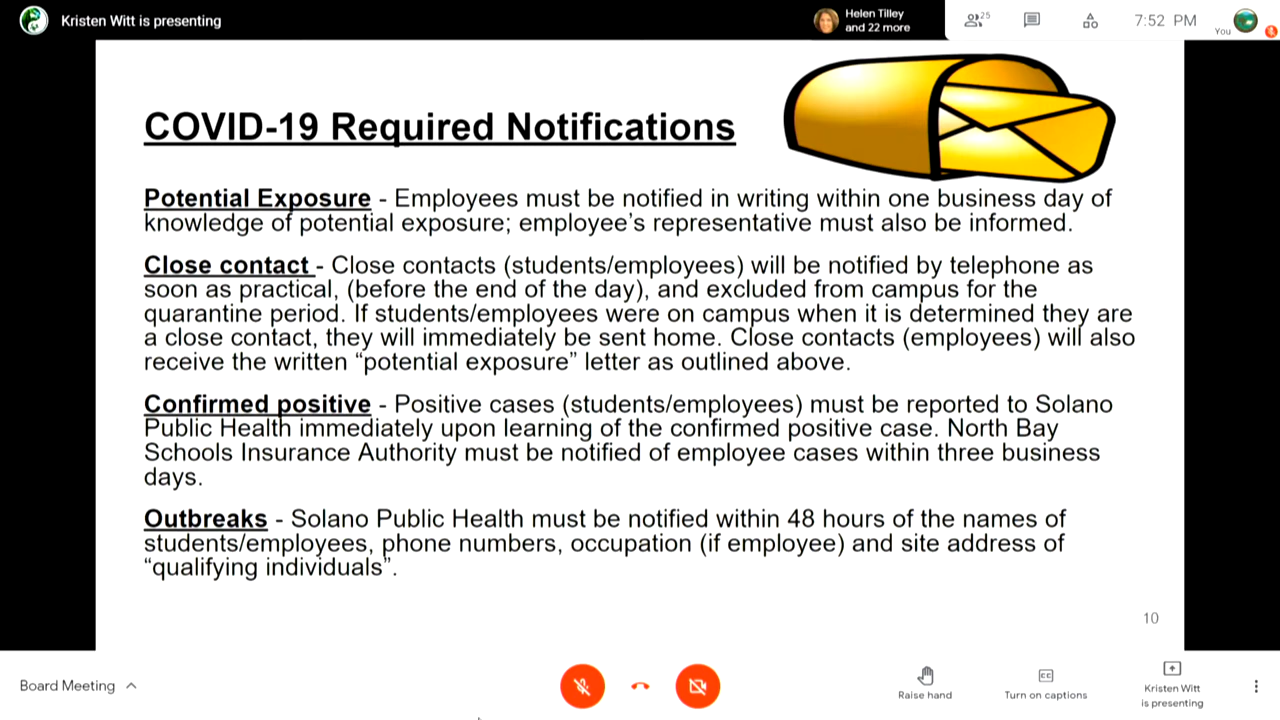 Kristen Witt is presenting
Helen Tilley
and 22 more
25
7:52 PM
You
COVID-19 Required Notifications
Potential Exposure - Employees must be notified in writing within one business day of
knowledge of potential exposure; employee’s representative must also be informed.
Close contact - Close contacts (students/employees) will be notified by telephone as
soon as practical, (before the end of the day), and excluded from campus for the
quarantine period. If students/employees were on campus when it is determined they are
a close contact, they will immediately be sent home. Close contacts (employees) will also
receive the written “potential exposure” letter as outlined above.
Confirmed positive - Positive cases (students/employees) must be reported to Solano
Public Health immediately upon learning of the confirmed positive case. North Bay
Schools Insurance Authority must be notified of employee cases within three business
days.
Outbreaks - Solano Public Health must be notified within 48 hours of the names of
students/employees, phone numbers, occupation (if employee) and site address of
“qualifying individuals”.
10
Board Meeting
Raise hand
CC
Turn on captions
Kristen Witt
is presenting